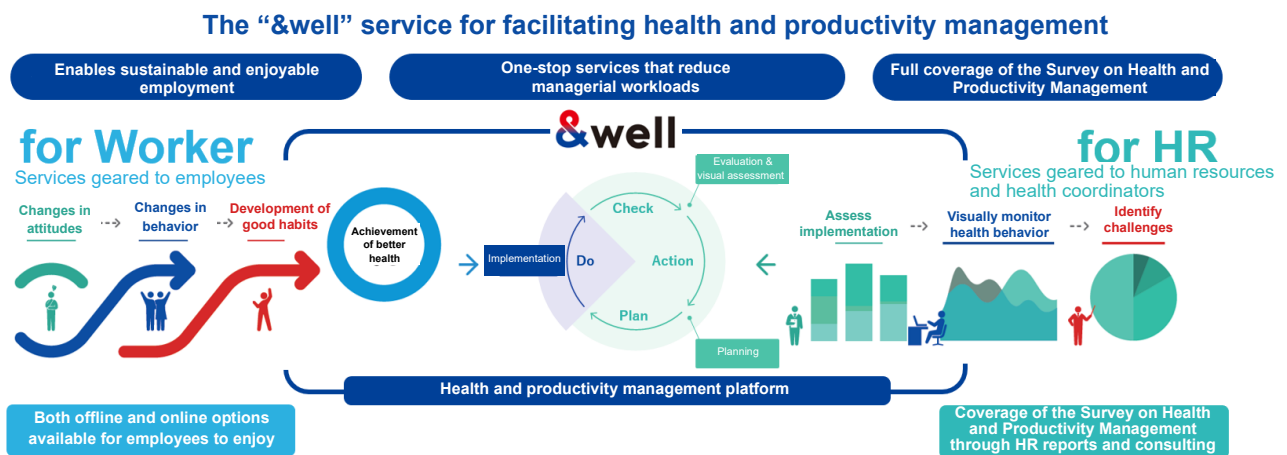 The “&well” service for facilitating health and productivity management
Enables sustainable and enjoyable
employment
One-stop services that reduce
managerial workloads
Full coverage of the Survey on Health and
Productivity Management
&well
for Worker
Services geared to employees
for HR
Services geared to human resources
and health coordinators
Changes in
attitudes
Changes in
behavior
Development of
good habits
Achievement
of better
health
Evaluation &
visual assessment
Check
Implementation
Do
Action
Plan
Planning
Assess
implementation
Visually monitor
health behavior
Identify
challenges
Health and productivity management platform
Both offline and online options
available for employees to enjoy
Coverage of the Survey on Health
and Productivity Management
through HR reports and consulting